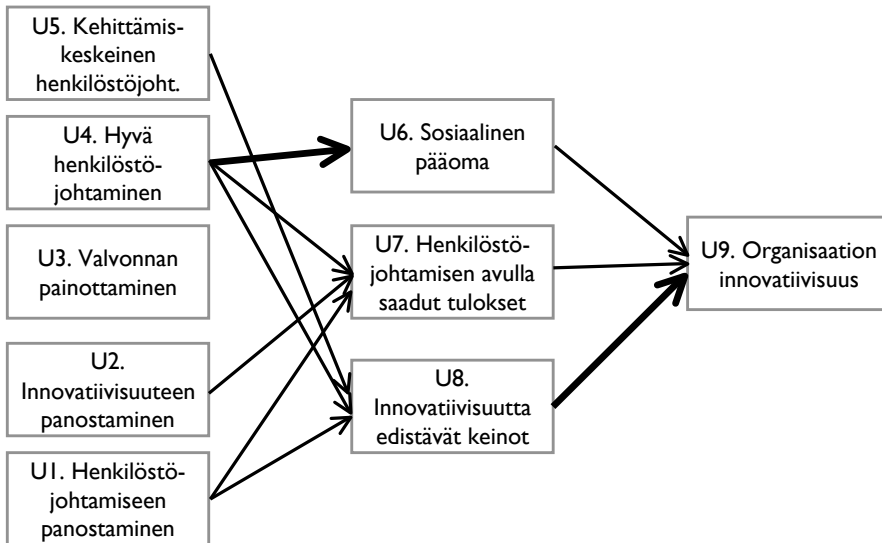 U5. Kehittämis-
keskeinen
henkilöstöjoht.
U4. Hyvä
henkilöstö-
johtaminen
U3. Valvonnan
painottaminen
U2.
Innovatiivisuuteen
panostaminen
U1. Henkilöstö-
johtamiseen
panostaminen
U6. Sosiaalinen
pääoma
U7. Henkilöstö-
johtamisen avulla
saadut tulokset
U8.
Innovatiivisuutta
edistävät keinot
U9. Organisaation
innovatiivisuus